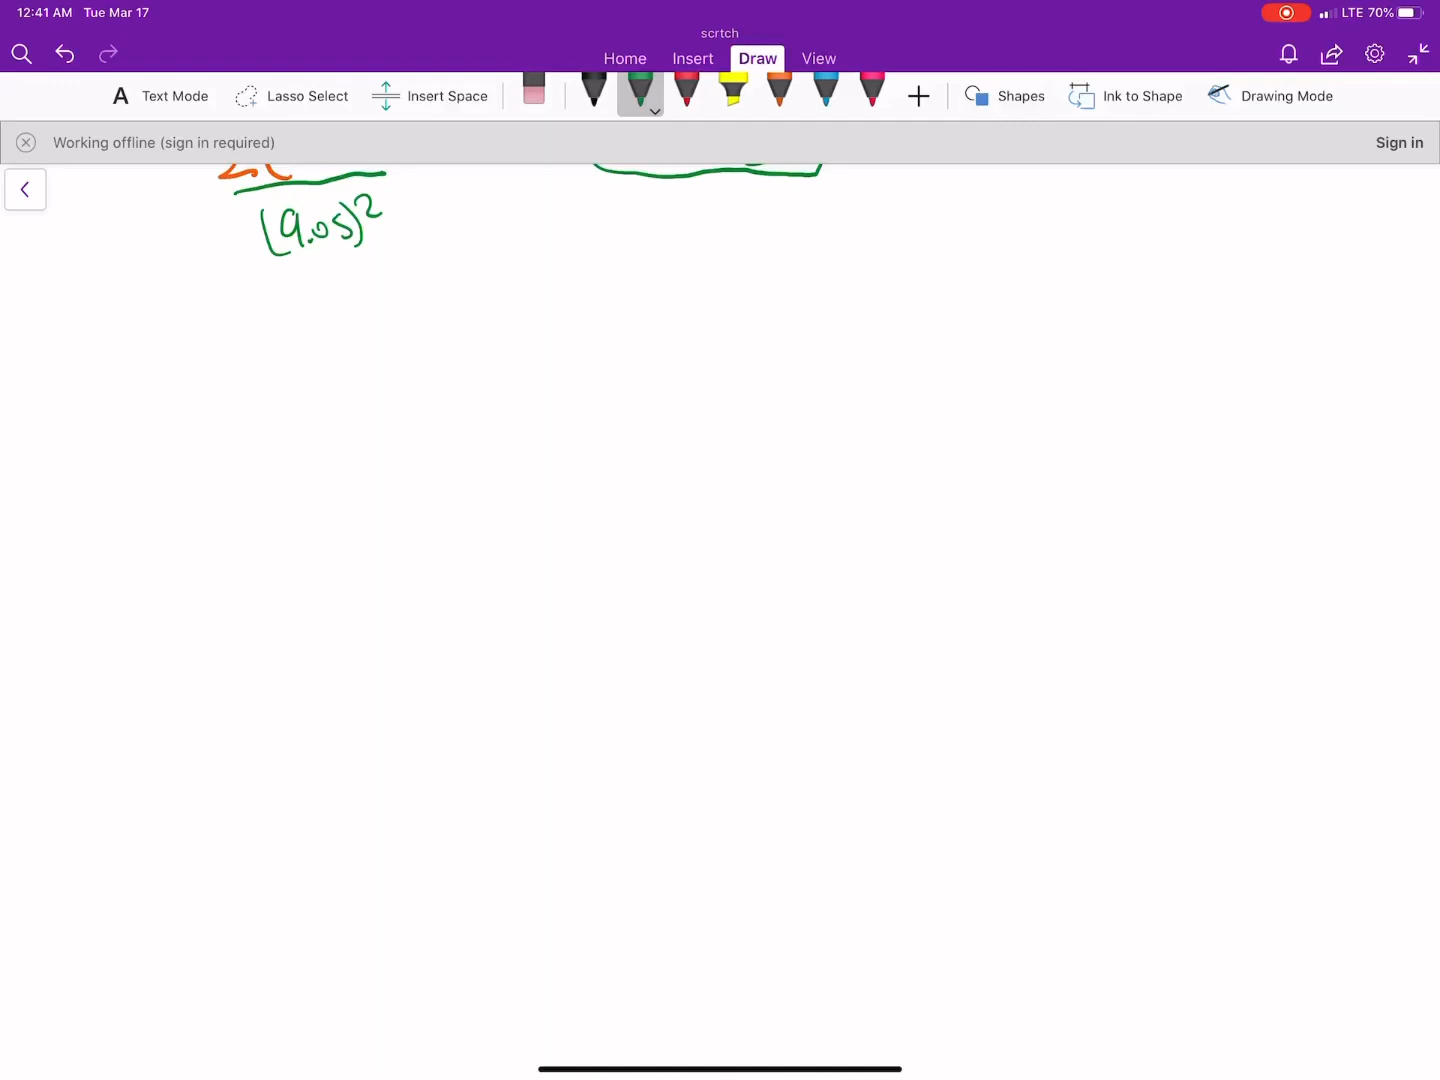 12:41 AM Tue Mar 17
LTE 70%
scrtch
Home Insert Draw View
A Text Mode Lasso Select Insert Space Shapes Ink to Shape Drawing Mode
Working offline (sign in required) Sign in
(9.05)²